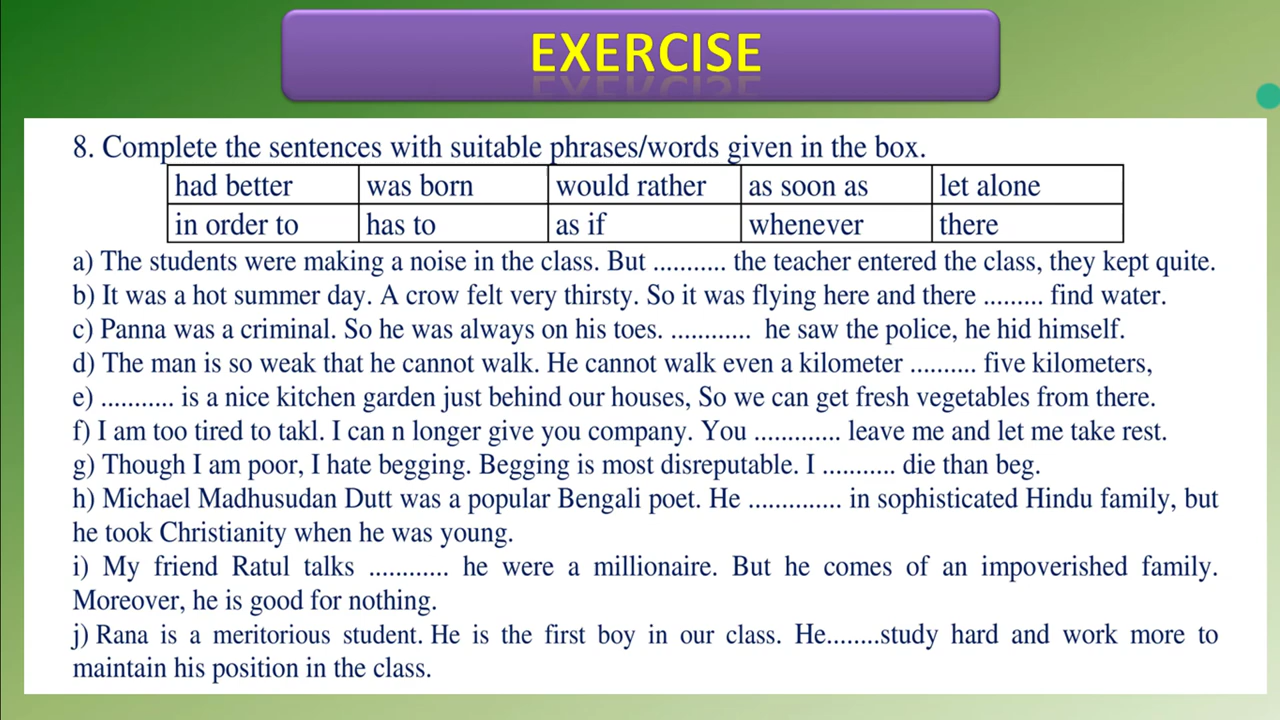 EXERCISE
8. Complete the sentences with suitable phrases/words given in the box.
had better was born would rather as soon as let alone
in order to has to as if whenever there
a) The students were making a noise in the class. But ........... the teacher entered the class, they kept quite.
b) It was a hot summer day. A crow felt very thirsty. So it was flying here and there ......... find water.
c) Panna was a criminal. So he was always on his toes. ............ he saw the police, he hid himself.
d) The man is so weak that he cannot walk. He cannot walk even a kilometer .......... five kilometers,
e) ........... is a nice kitchen garden just behind our houses, So we can get fresh vegetables from there.
f) I am too tired to takl. I can n longer give you company. You ............. leave me and let me take rest.
g) Though I am poor, I hate begging. Begging is most disreputable. I ........... die than beg.
h) Michael Madhusudan Dutt was a popular Bengali poet. He .............. in sophisticated Hindu family, but
he took Christianity when he was young.
i) My friend Ratul talks ............ he were a millionaire. But he comes of an impoverished family.
Moreover, he is good for nothing.
j) Rana is a meritorious student. He is the first boy in our class. He........study hard and work more to
maintain his position in the class.